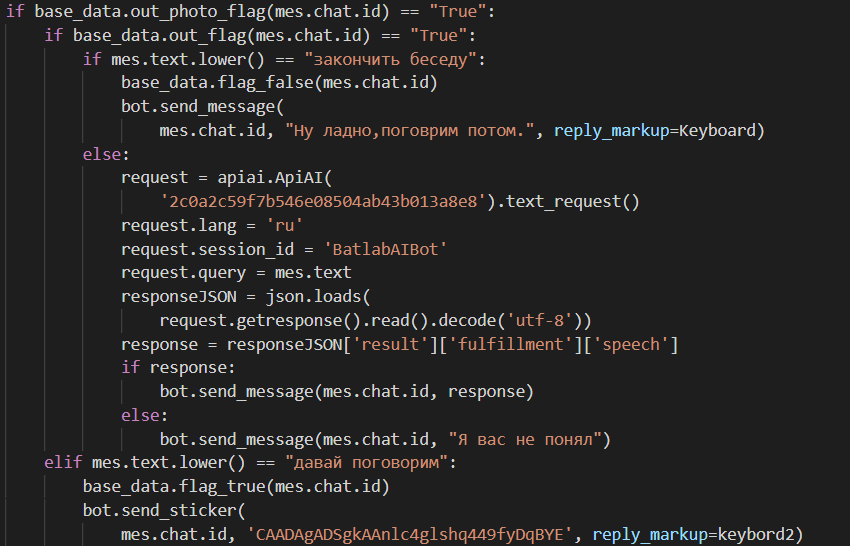 if base_data.out_photo_flag(mes.chat.id) == "True":
    if base_data.out_flag(mes.chat.id) == "True":
        if mes.text.lower() == "закончить беседу":
            base_data.flag_false(mes.chat.id)
            bot.send_message(
                mes.chat.id, "Ну ладно,поговрим потом.", reply_markup=Keyboard)
        else:
            request = apiai.ApiAI(
                '2c0a2c59f7b546e08504ab43b013a8e8').text_request()
            request.lang = 'ru'
            request.session_id = 'BatlabAIBot'
            request.query = mes.text
            responseJSON = json.loads(
                request.getresponse().read().decode('utf-8'))
            response = responseJSON['result']['fulfillment']['speech']
            if response:
                bot.send_message(mes.chat.id, response)
            else:
                bot.send_message(mes.chat.id, "Я вас не понял")
    elif mes.text.lower() == "давай поговорим":
        base_data.flag_true(mes.chat.id)
        bot.send_sticker(
            mes.chat.id, 'CAADAgADSgkAAnlc4glshq449fyDqBYE', reply_markup=keybord2)